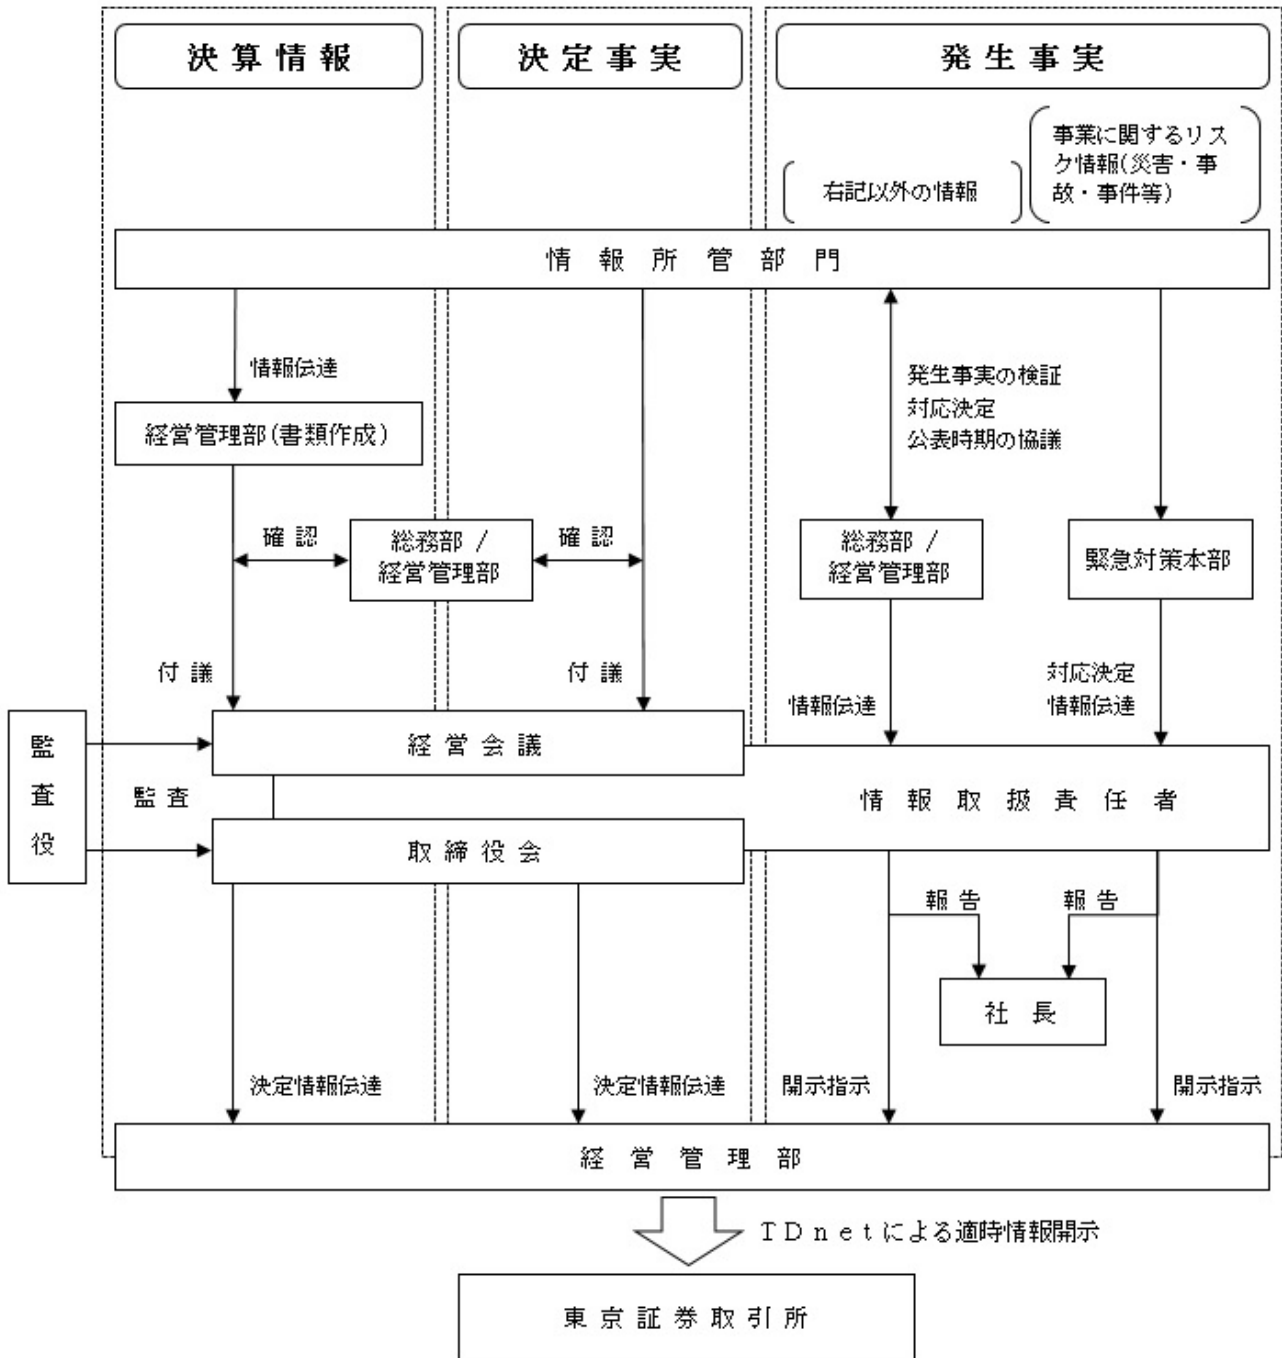 決算情報
決定事実
発生事実
右記以外の情報
事業に関するリス
ク情報(災害・事
故・事件等)
情報所管部門
情報伝達
発生事実の検証
対応決定
公表時期の協議
経営管理部(書類作成)
確認
総務部 /
経営管理部
確認
総務部 /
経営管理部
緊急対策本部
付議
付議
情報伝達
対応決定
情報伝達
監査役
経営会議
監査
情報取扱責任者
取締役会
報告
報告
社長
決定情報伝達
決定情報伝達
開示指示
開示指示
経営管理部
TDnetによる適時情報開示
東京証券取引所